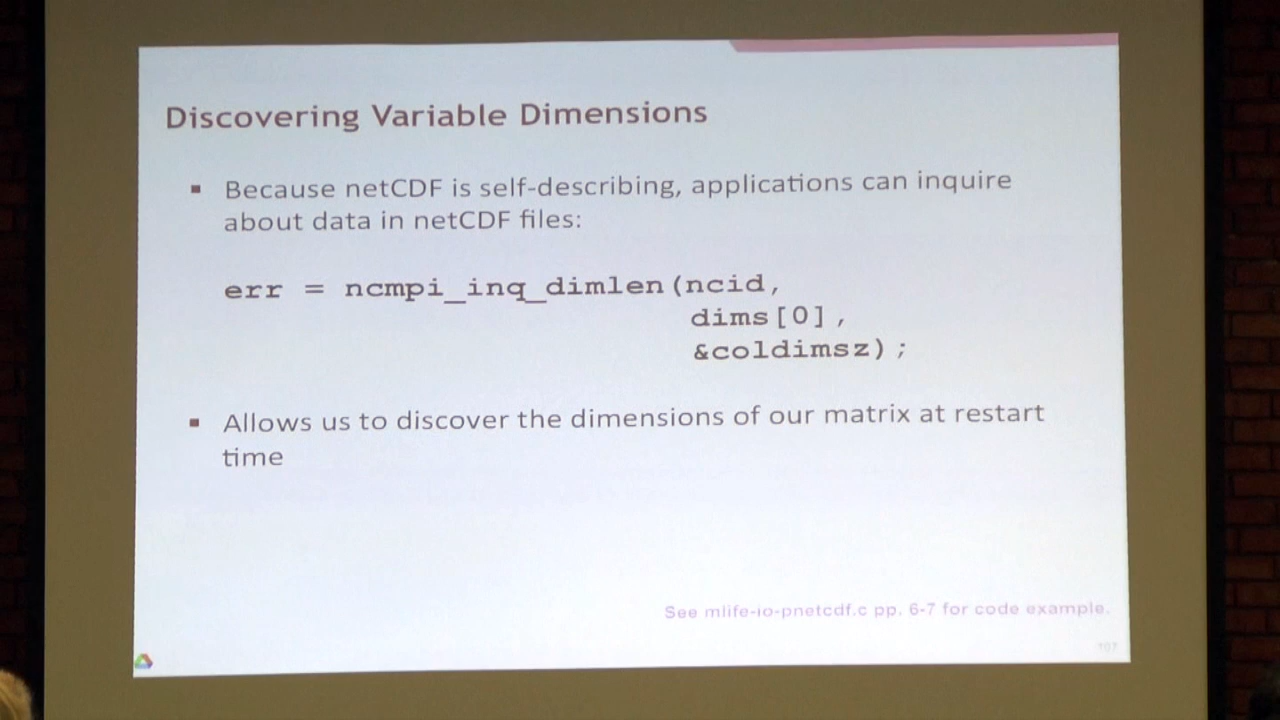 Discovering Variable Dimensions
▪ Because netCDF is self-describing, applications can inquire
about data in netCDF files:
err = ncmpi_inq_dimlen(ncid,
dims[0],
&coldimsz);
▪ Allows us to discover the dimensions of our matrix at restart
time
See mlife-io-pnetcdf.c pp. 6-7 for code example.
107